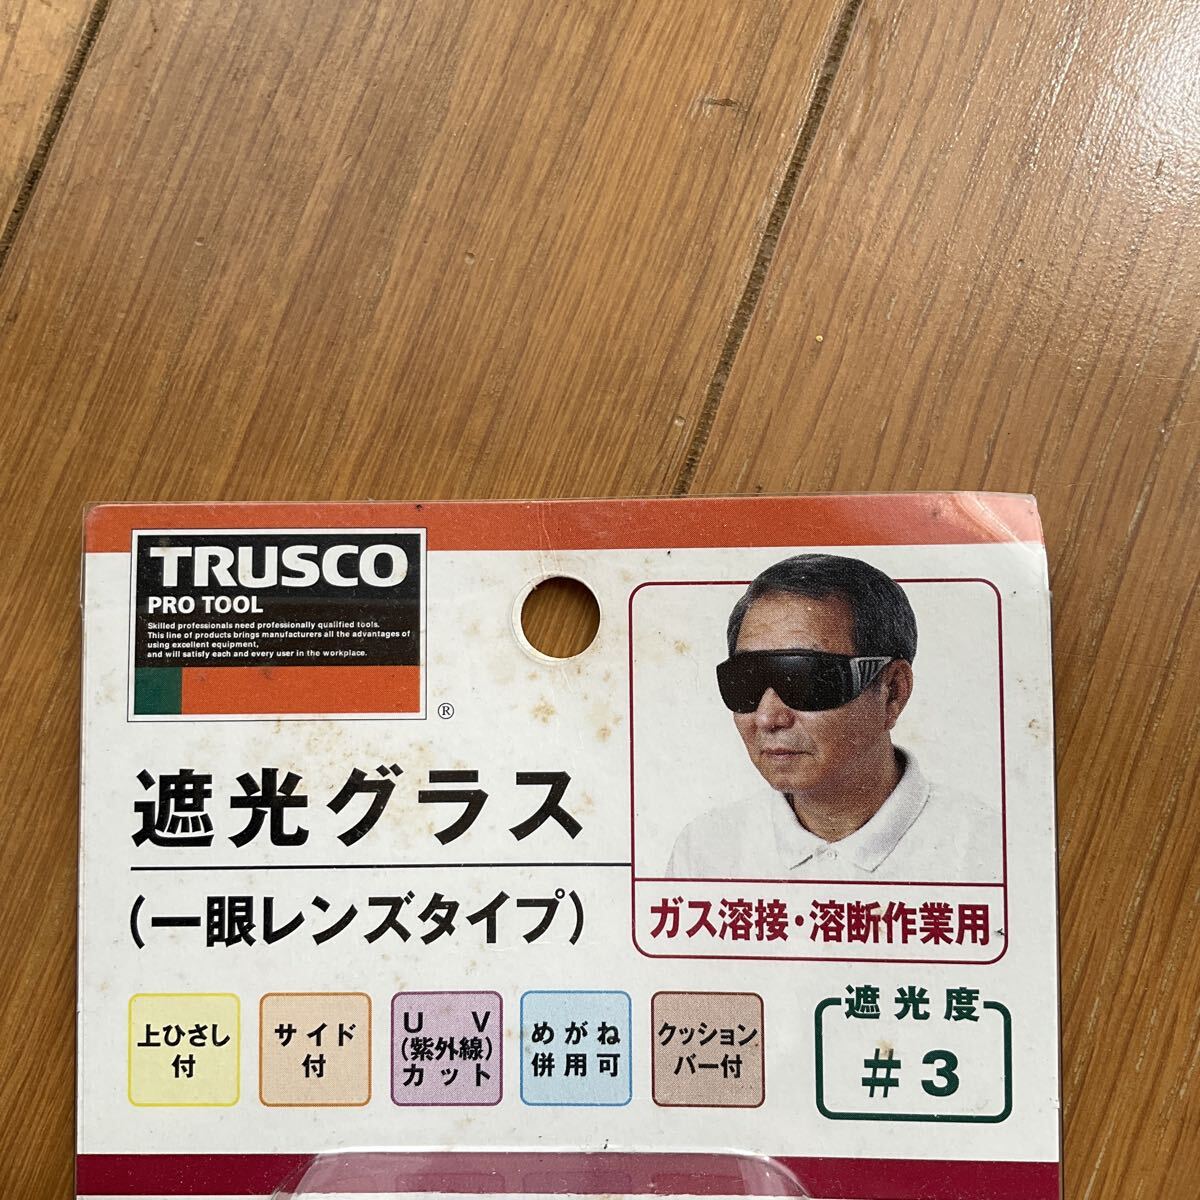 TRUSCO
PRO TOOL
Skilled professionals need professionally qualified tools.
This line of products brings manufacturers all the advantages of
using excellent equipment,
and will satisfy each and every user in the workplace.
®
遮光グラス
(一眼レンズタイプ)
ガス溶接・溶断作業用
上ひさし
付
サイド
付
UV
(紫外線)
カット
めがね
併用可
クッション
バー付
遮光度
#3